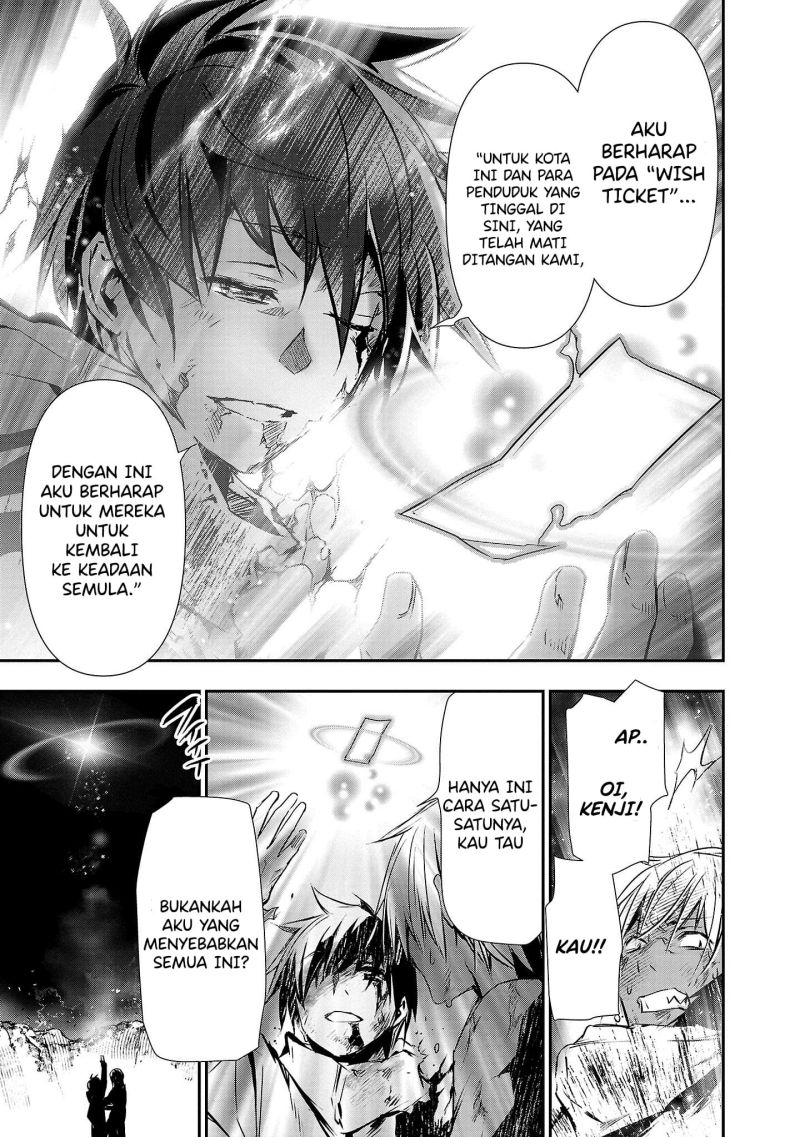 AKU
BERHARAP
PADA "WISH
TICKET"...
"UNTUK KOTA
INI DAN PARA
PENDUDUK YANG
TINGGAL DI
SINI, YANG
TELAH MATI
DITANGAN KAMI,
DENGAN INI
AKU BERHARAP
UNTUK MEREKA
UNTUK
KEMBALI
KE KEADAAN
SEMULA."
AP..
OI,
KENJI!
KAU!!
HANYA INI
CARA SATU-
SATUNYA,
KAU TAU
BUKANKAH
AKU YANG
MENYEBABKAN
SEMUA INI?